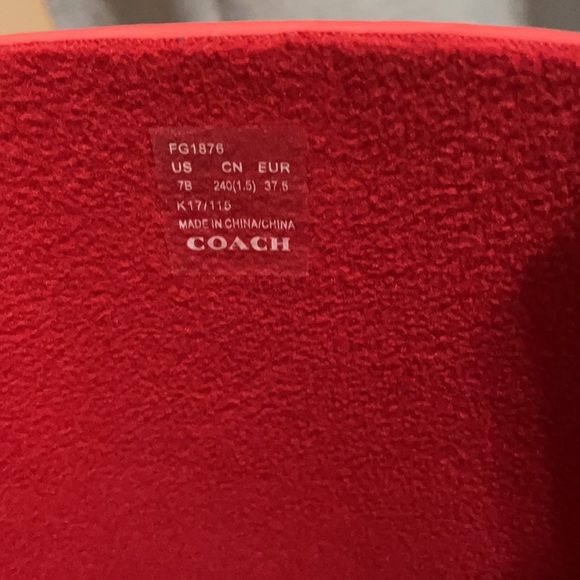 FG1876
US CN EUR
7B 240(1.5) 37.5
K17/115
MADE IN CHINA/CHINA
COACH